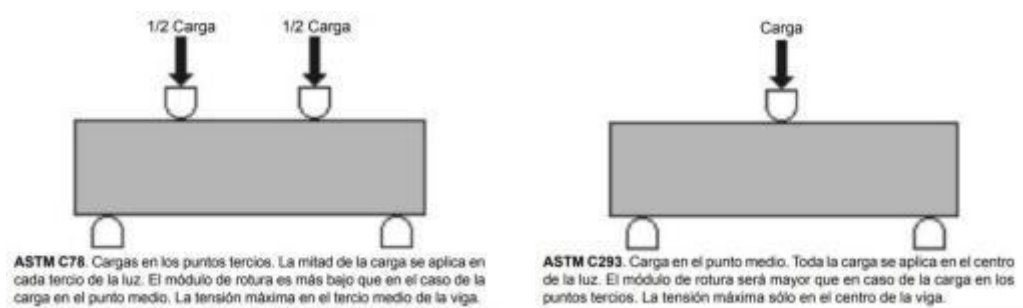 1/2 Carga
1/2 Carga
ASTM C78. Cargas en los puntos tercios. La mitad de la carga se aplica en
cada tercio de la luz. El módulo de rotura es más bajo que en el caso de la
carga en el punto medio. La tensión máxima en el tercio medio de la viga.
Carga
ASTM C293. Carga en el punto medio. Toda la carga se aplica en el centro
de la luz. El módulo de rotura será mayor que en caso de la carga en los
puntos tercios. La tensión máxima sólo en el centro de la viga.